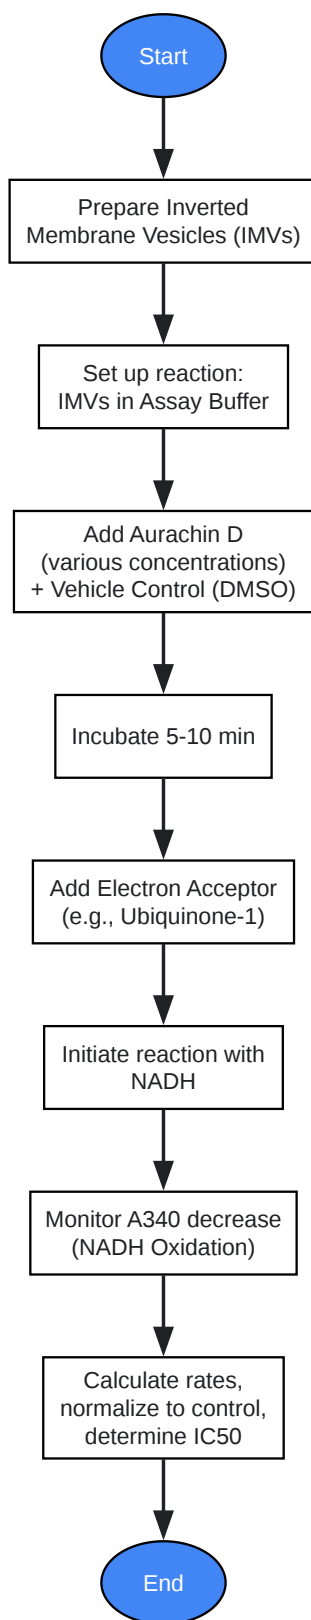 Start
Prepare Inverted
Membrane Vesicles (IMVs)
Set up reaction:
IMVs in Assay Buffer
Add Aurachin D
(various concentrations)
+ Vehicle Control (DMSO)
Incubate 5-10 min
Add Electron Acceptor
(e.g., Ubiquinone-1)
Initiate reaction with
NADH
Monitor A340 decrease
(NADH Oxidation)
Calculate rates,
normalize to control,
determine IC50
End